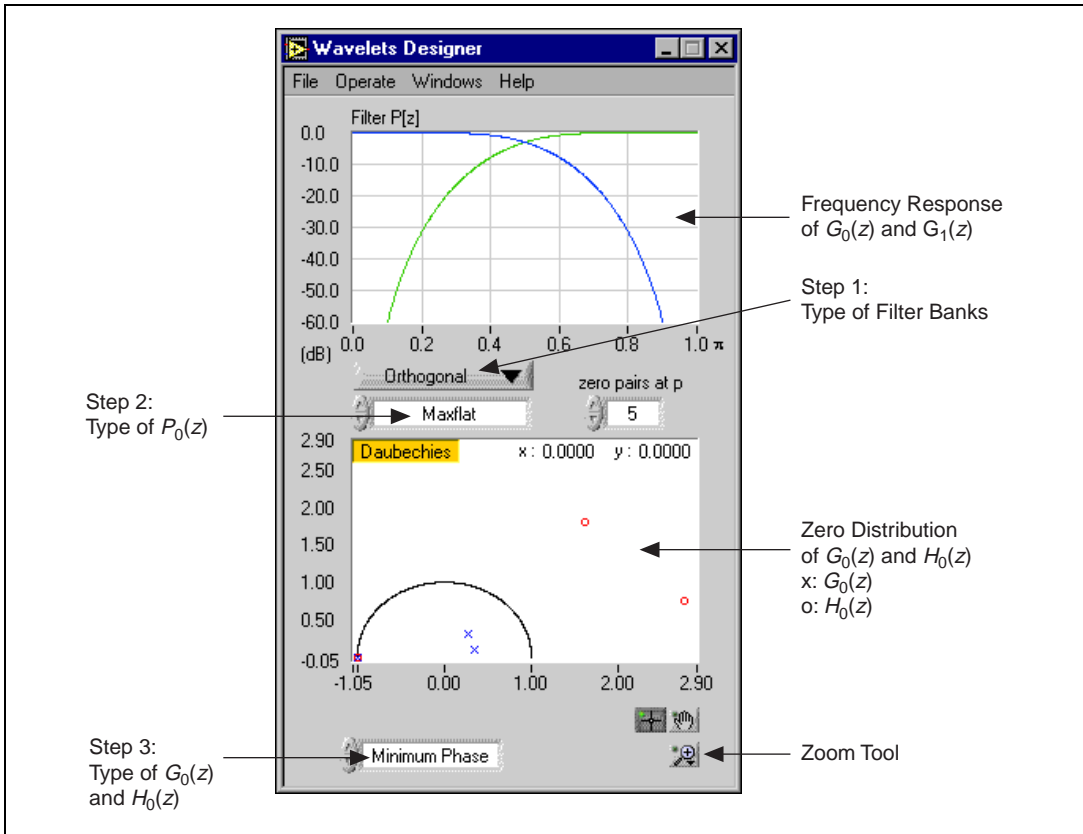 Wavelets Designer
File Operate Windows Help
Filter P[z]
0.0
-10.0
-20.0
-30.0
-40.0
-50.0
-60.0
(dB)
0.0 0.2 0.4 0.6 0.8 1.0 π
Frequency Response
of G0(z) and G1(z)
Step 1:
Type of Filter Banks
Orthogonal
zero pairs at p
Step 2:
Type of P0(z)
Maxflat
5
Daubechies
x: 0.0000 y: 0.0000
2.90
2.50
2.00
1.50
1.00
0.50
-0.05
-1.05 0.00 1.00 2.00 2.90
Zero Distribution
of G0(z) and H0(z)
x: G0(z)
o: H0(z)
Step 3:
Type of G0(z)
and H0(z)
Minimum Phase
Zoom Tool